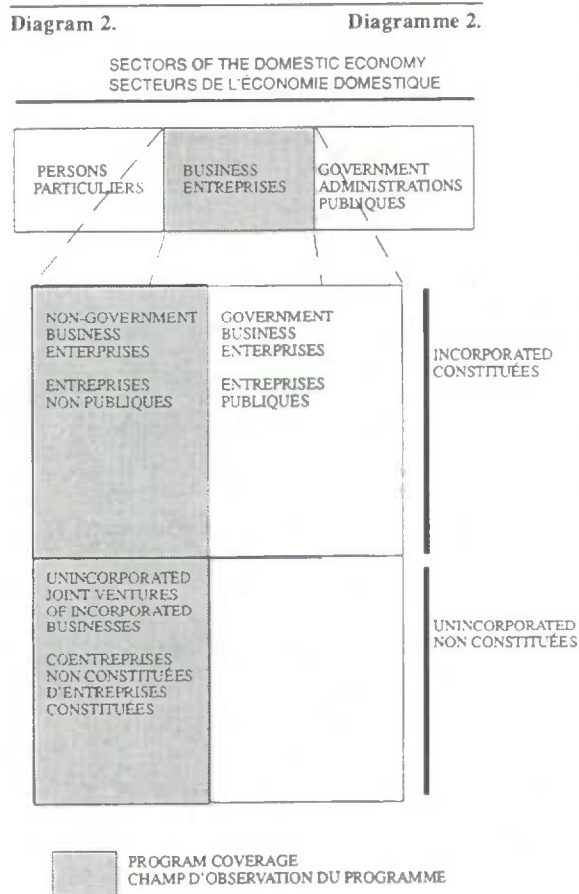 Diagram 2.
Diagramme 2.
SECTORS OF THE DOMESTIC ECONOMY
SECTEURS DE L'ÉCONOMIE DOMESTIQUE
PERSONS
PARTICULIERS
BUSINESS
ENTREPRISES
GOVERNMENT
ADMINISTRATIONS
PUBLIQUES
NON-GOVERNMENT
BUSINESS
ENTERPRISES
ENTREPRISES
NON PUBLIQUES
GOVERNMENT
BUSINESS
ENTERPRISES
ENTREPRISES
PUBLIQUES
INCORPORATED
CONSTITUÉES
UNINCORPORATED
JOINT VENTURES
OF INCORPORATED
BUSINESSES
COENTREPRISES
NON CONSTITUÉES
D'ENTREPRISES
CONSTITUÉES
UNINCORPORATED
NON CONSTITUÉES
PROGRAM COVERAGE
CHAMP D'OBSERVATION DU PROGRAMME